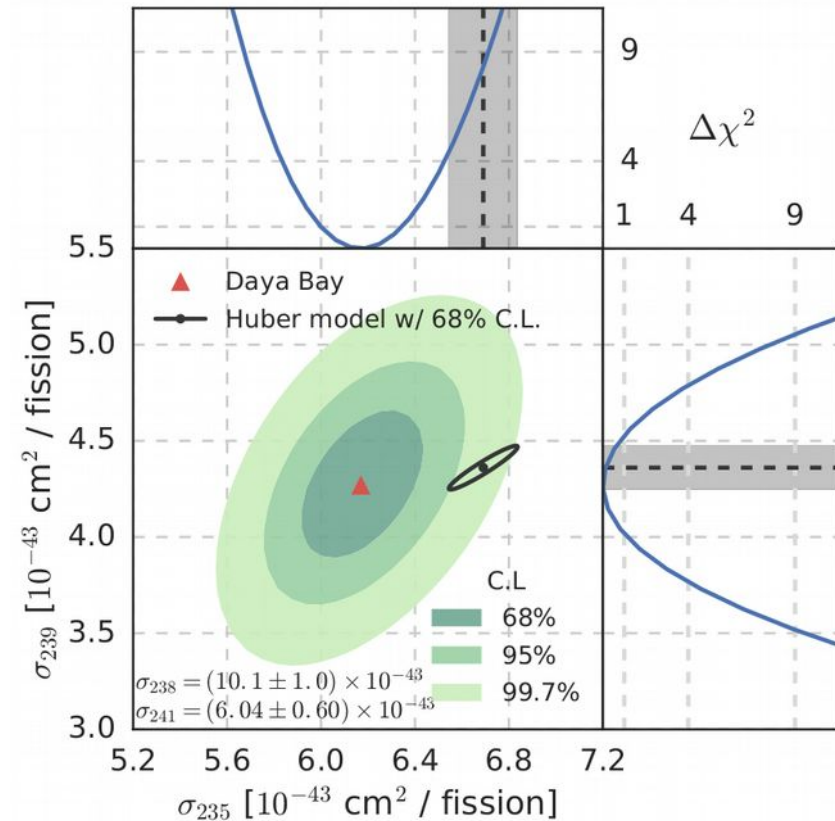 9
4
Δχ²
1 4 9
5.5
▲ Daya Bay
Huber model w/ 68% C.L.
5.0
4.5
4.0
3.5
3.0
σ₂₃₉ [10⁻⁴³ cm² / fission]
C.L
68%
95%
99.7%
σ₂₃₈ = (10.1 ± 1.0) × 10⁻⁴³
σ₂₄₁ = (6.04 ± 0.60) × 10⁻⁴³
5.2 5.6 6.0 6.4 6.8 7.2
σ₂₃₅ [10⁻⁴³ cm² / fission]